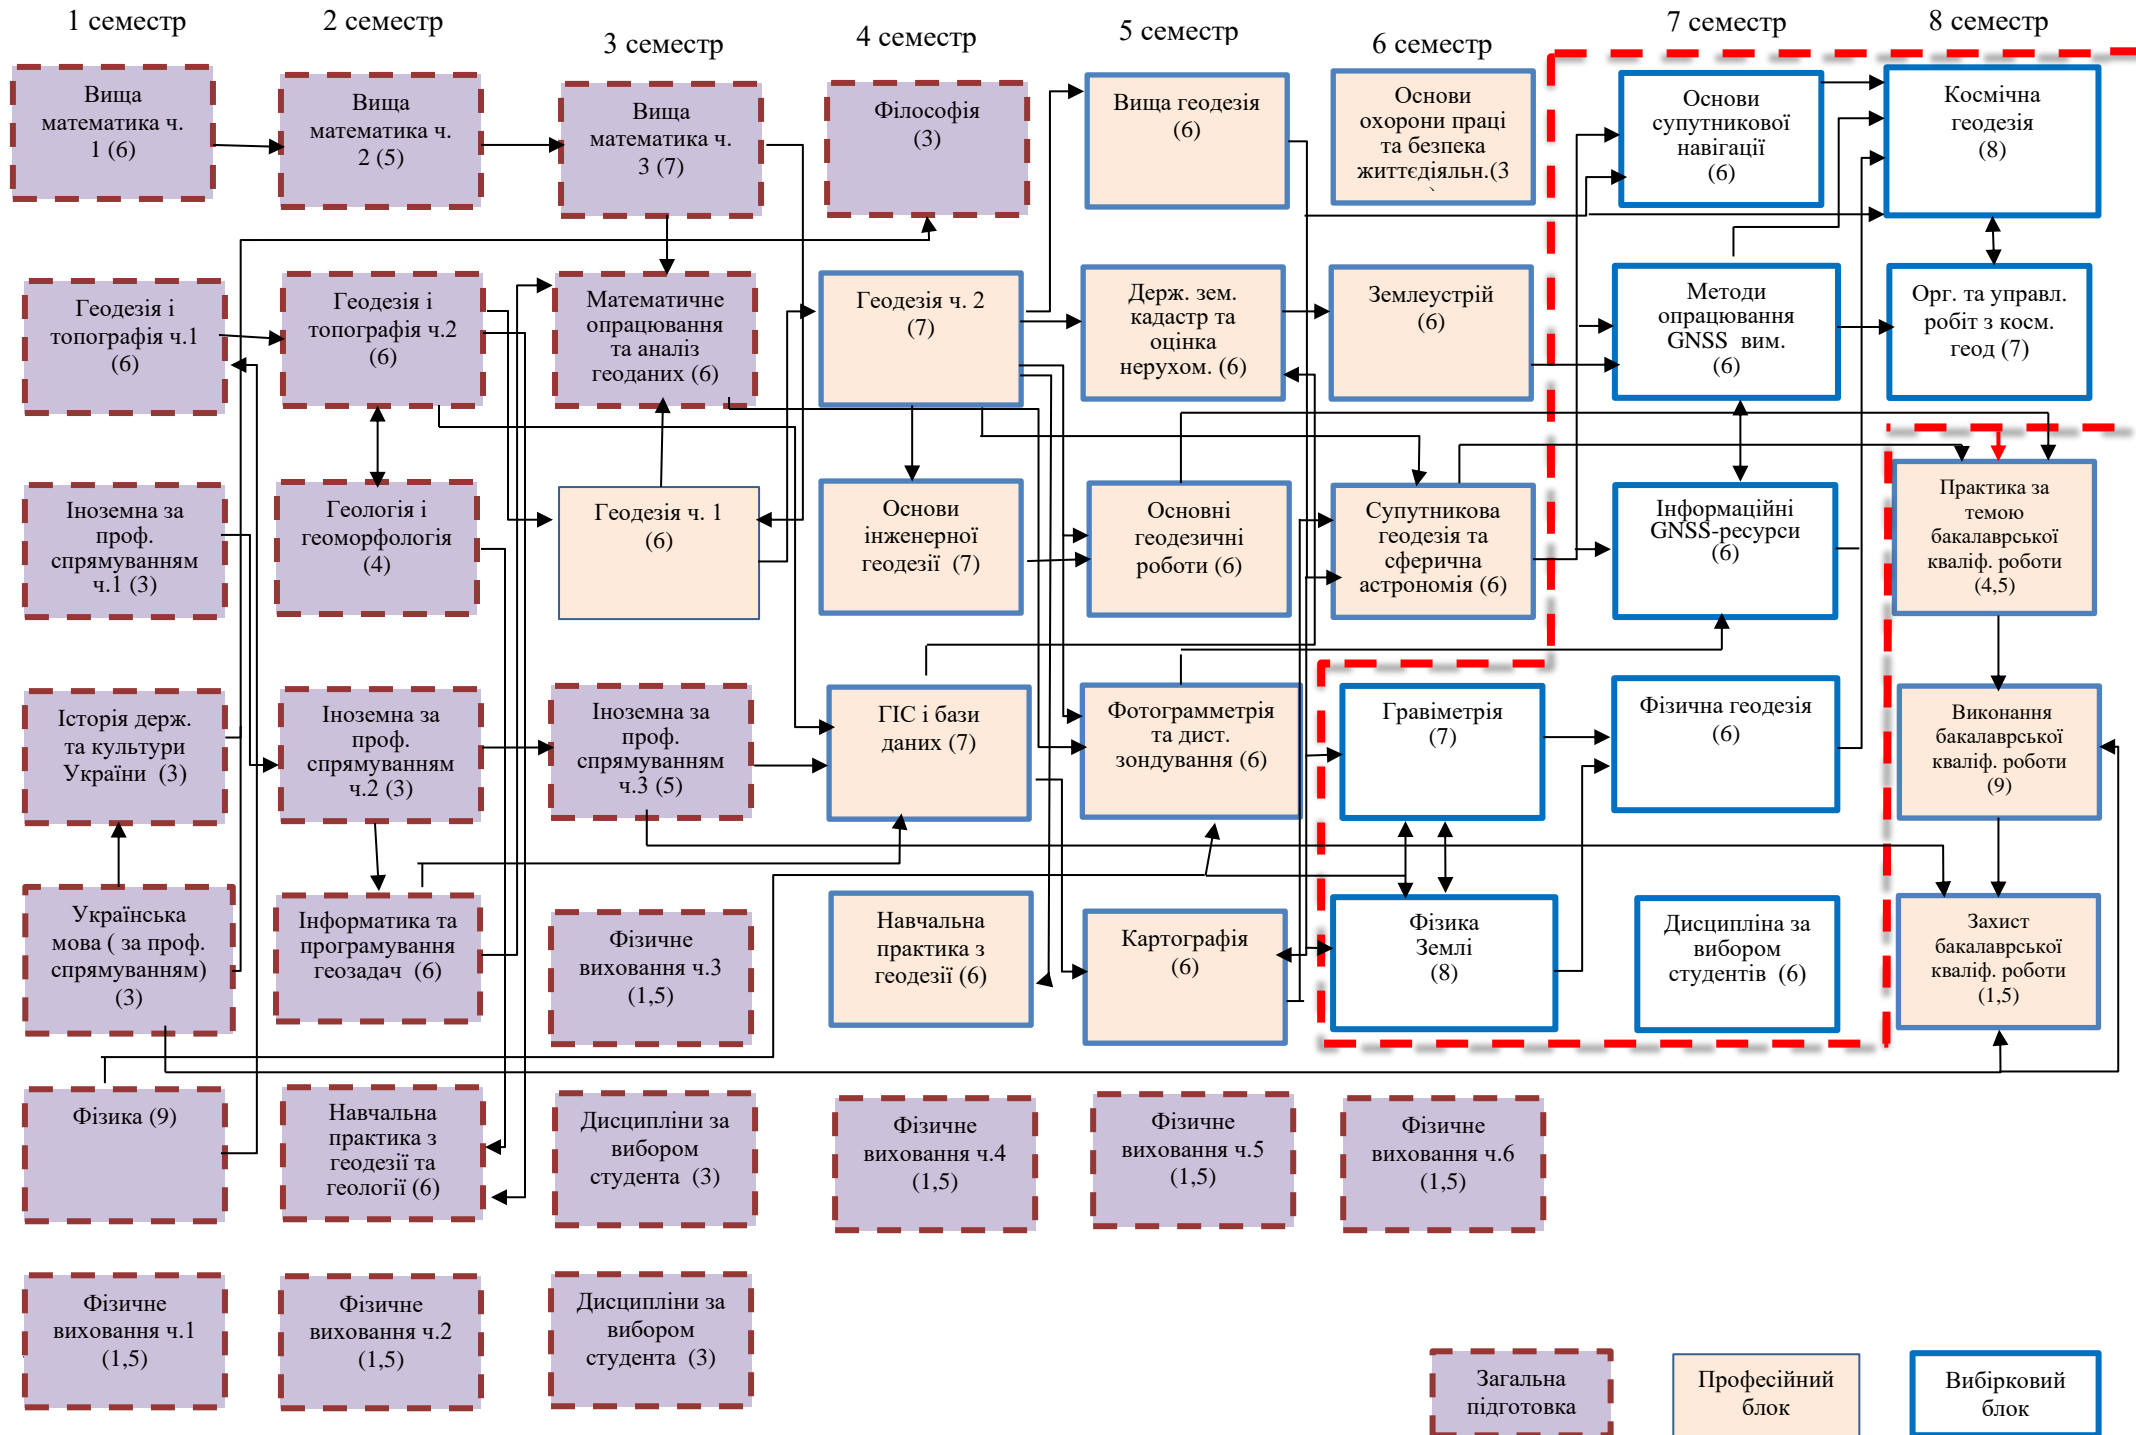 1 семестр
2 семестр
3 семестр
4 семестр
5 семестр
6 семестр
7 семестр
8 семестр
Вища
математика ч.
1 (6)
Вища
математика ч.
2 (5)
Вища
математика ч.
3 (7)
Філософія
(3)
Вища геодезія
(6)
Основи
охорони праці
та безпека
життєдіяльн.(3
Основи
супутникової
навігації
(6)
Космічна
геодезія
(8)
Геодезія і
топографія ч.1
(6)
Геодезія і
топографія ч.2
(6)
Математичне
опрацювання
та аналіз
геоданих (6)
Геодезія ч. 2
(7)
Держ. зем.
кадастр та
оцінка
нерухом. (6)
Землеустрій
(6)
Методи
опрацювання
GNSS вим.
(6)
Орг. та управл.
робіт з косм.
геод (7)
Іноземна за
проф.
спрямуванням
ч.1 (3)
Геологія і
геоморфологія
(4)
Геодезія ч. 1
(6)
Основи
інженерної
геодезії (7)
Основні
геодезичні
роботи (6)
Супутникова
геодезія та
сферична
астрономія (6)
Інформаційні
GNSS-ресурси
(6)
Практика за
темою
бакалаврської
кваліф. роботи
(4,5)
Історія держ.
та культури
України (3)
Іноземна за
проф.
спрямуванням
ч.2 (3)
Іноземна за
проф.
спрямуванням
ч.3 (5)
ГІС і бази
даних (7)
Фотограмметрія
та дист.
зондування (6)
Гравіметрія
(7)
Фізична геодезія
(6)
Виконання
бакалаврської
кваліф. роботи
(9)
Українська
мова ( за проф.
спрямуванням)
(3)
Інформатика та
програмування
геозадач (6)
Фізичне
виховання ч.3
(1,5)
Навчальна
практика з
геодезії (6)
Картографія
(6)
Фізика
Землі
(8)
Дисципліна за
вибором
студентів (6)
Захист
бакалаврської
кваліф. роботи
(1,5)
Фізика (9)
Навчальна
практика з
геодезії та
геології (6)
Дисципліни за
вибором
студента (3)
Фізичне
виховання ч.4
(1,5)
Фізичне
виховання ч.5
(1,5)
Фізичне
виховання ч.6
(1,5)
Фізичне
виховання ч.1
(1,5)
Фізичне
виховання ч.2
(1,5)
Дисципліни за
вибором
студента (3)
Загальна
підготовка
Професійний
блок
Вибірковий
блок